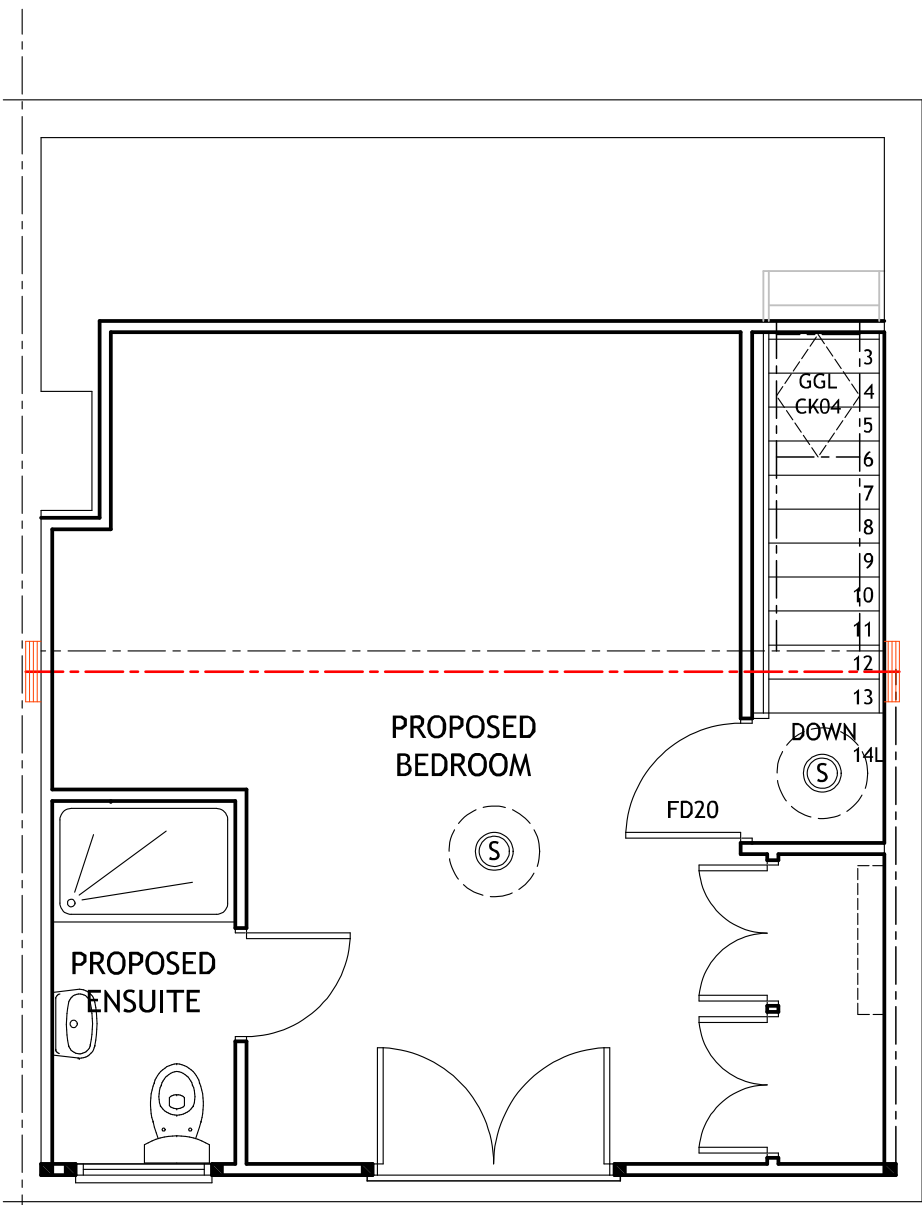 3
GGL
4
CK04
5
6
7
8
9
10
11
12
13
PROPOSED
BEDROOM
DOWN
14L
S
FD20
S
PROPOSED
ENSUITE